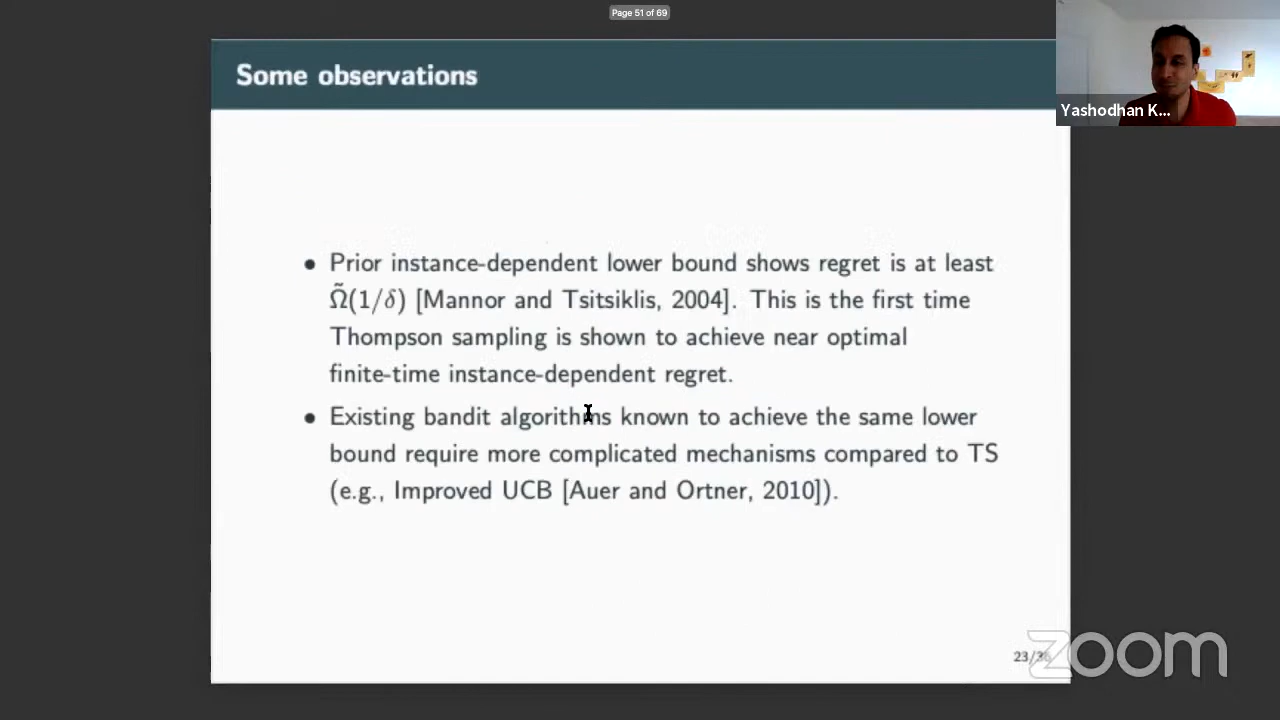 Page 51 of 69
Some observations
Yashodhan K...
• Prior instance-dependent lower bound shows regret is at least
Ω̃(1/δ) [Mannor and Tsitsiklis, 2004]. This is the first time
Thompson sampling is shown to achieve near optimal
finite-time instance-dependent regret.
• Existing bandit algorithms known to achieve the same lower
bound require more complicated mechanisms compared to TS
(e.g., Improved UCB [Auer and Ortner, 2010]).
23/
zoom